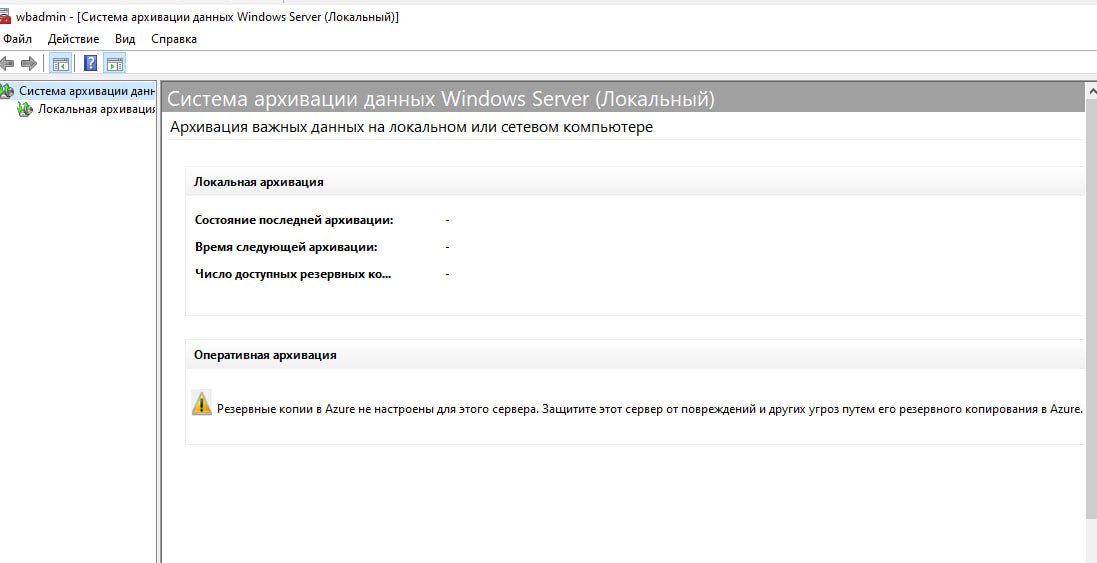 wbadmin - [Система архивации данных Windows Server (Локальный)]
Файл Действие Вид Справка
Система архивации данн
Локальная архивация
Система архивации данных Windows Server (Локальный)
Архивация важных данных на локальном или сетевом компьютере
Локальная архивация
Состояние последней архивации: -
Время следующей архивации: -
Число доступных резервных ко... -
Оперативная архивация
Резервные копии в Azure не настроены для этого сервера. Защитите этот сервер от повреждений и других угроз путем его резервного копирования в Azure.